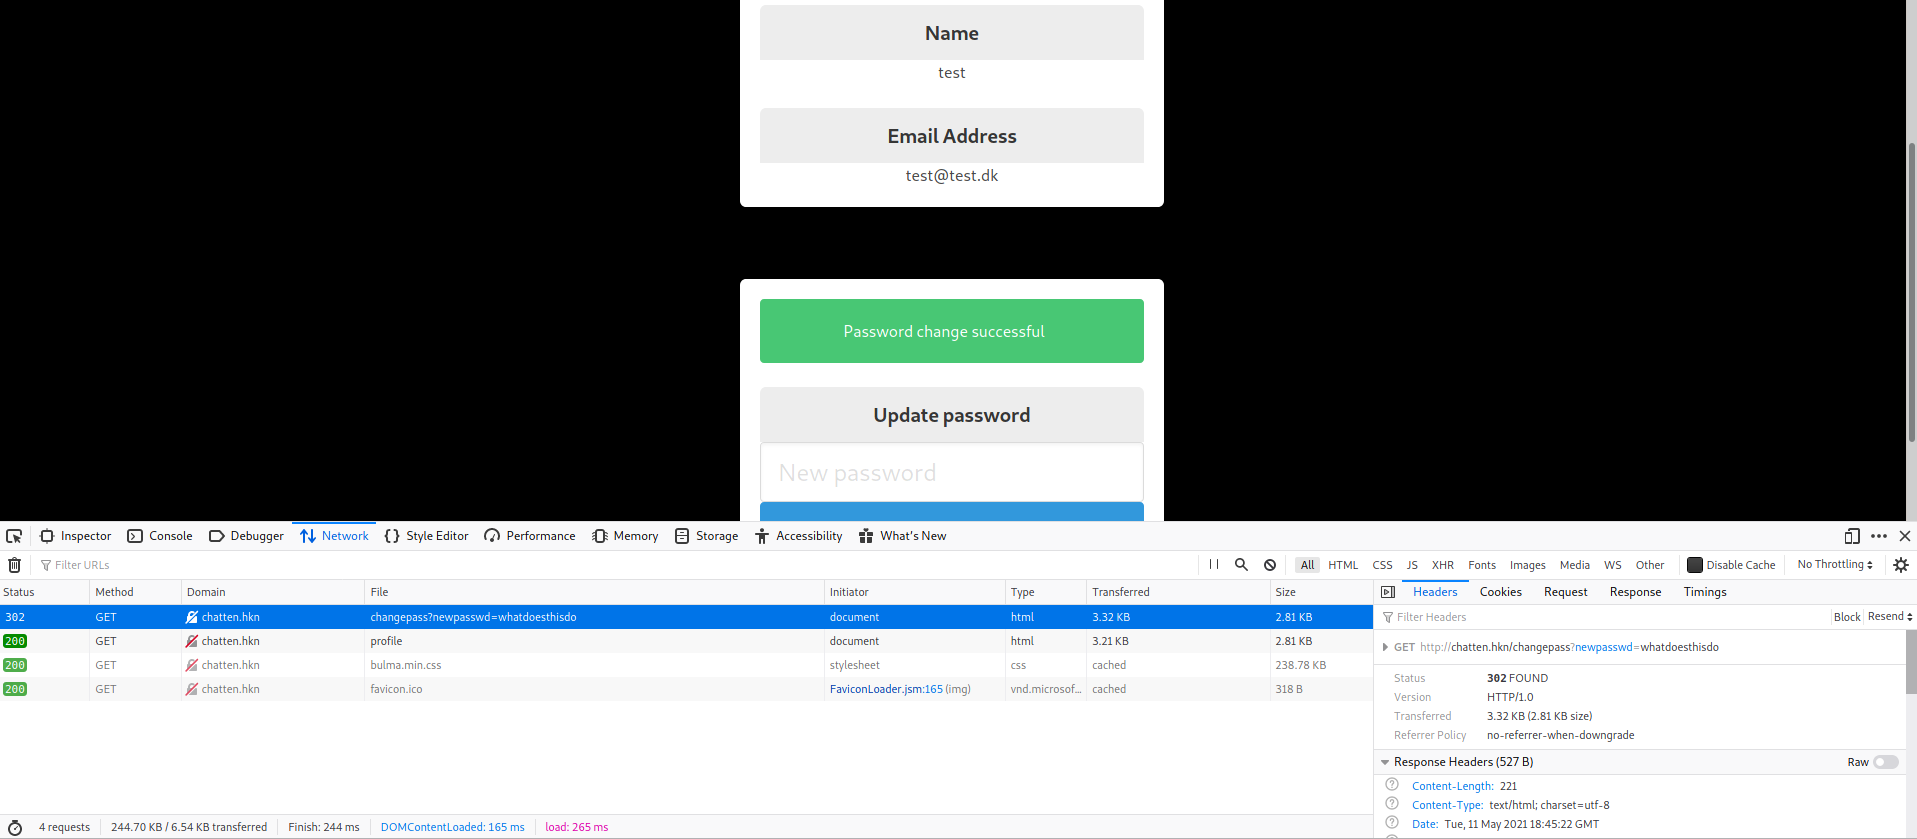 Name
test
Email Address
test@test.dk
Password change successful
Update password
New password
Inspector Console Debugger Network Style Editor Performance Memory Storage Accessibility What's New
Filter URLs All HTML CSS JS XHR Fonts Images Media WS Other Disable Cache No Throttling
Status Method Domain File Initiator Type Transferred Size
302 GET chatten.hkn changepass?newpasswd=whatdoesthisdo document html 3.32 KB 2.81 KB
200 GET chatten.hkn profile document html 3.21 KB 2.81 KB
200 GET chatten.hkn bulma.min.css stylesheet css cached 238.78 KB
200 GET chatten.hkn favicon.ico FaviconLoader.jsm:165 (img) vnd.microsof... cached 318 B
4 requests 244.70 KB / 6.54 KB transferred Finish: 244 ms DOMContentLoaded: 165 ms load: 265 ms
Headers Cookies Request Response Timings
Filter Headers Block Resend
GET http://chatten.hkn/changepass?newpasswd=whatdoesthisdo
Status 302 FOUND
Version HTTP/1.0
Transferred 3.32 KB (2.81 KB size)
Referrer Policy no-referrer-when-downgrade
Response Headers (527 B) Raw
Content-Length: 221
Content-Type: text/html; charset=utf-8
Date: Tue, 11 May 2021 18:45:22 GMT